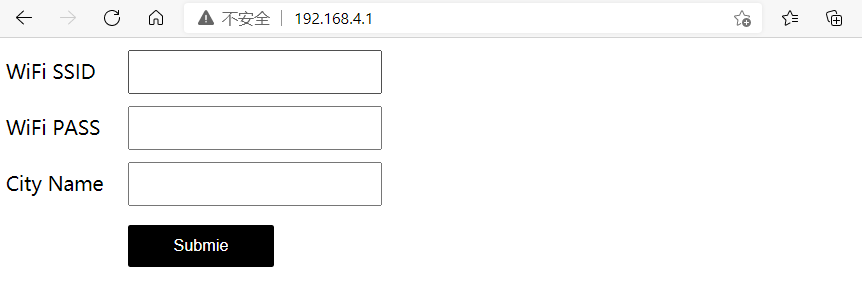 不安全 192.168.4.1
WiFi SSID
WiFi PASS
City Name
Submie